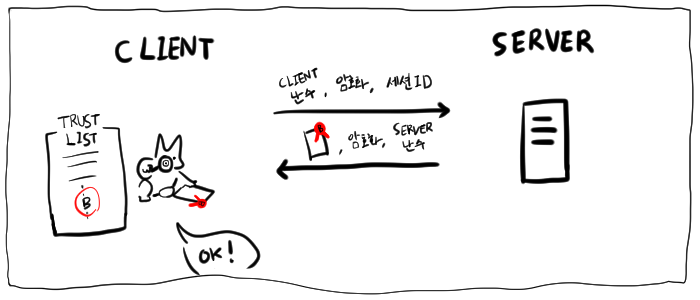 CLIENT
SERVER
CLIENT
난수, 암호화, 세션ID
, 암호화, SERVER
난수
TRUST
LIST
B
OK!